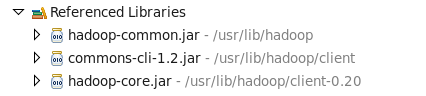 Referenced Libraries
hadoop-common.jar - /usr/lib/hadoop
commons-cli-1.2.jar - /usr/lib/hadoop/client
hadoop-core.jar - /usr/lib/hadoop/client-0.20